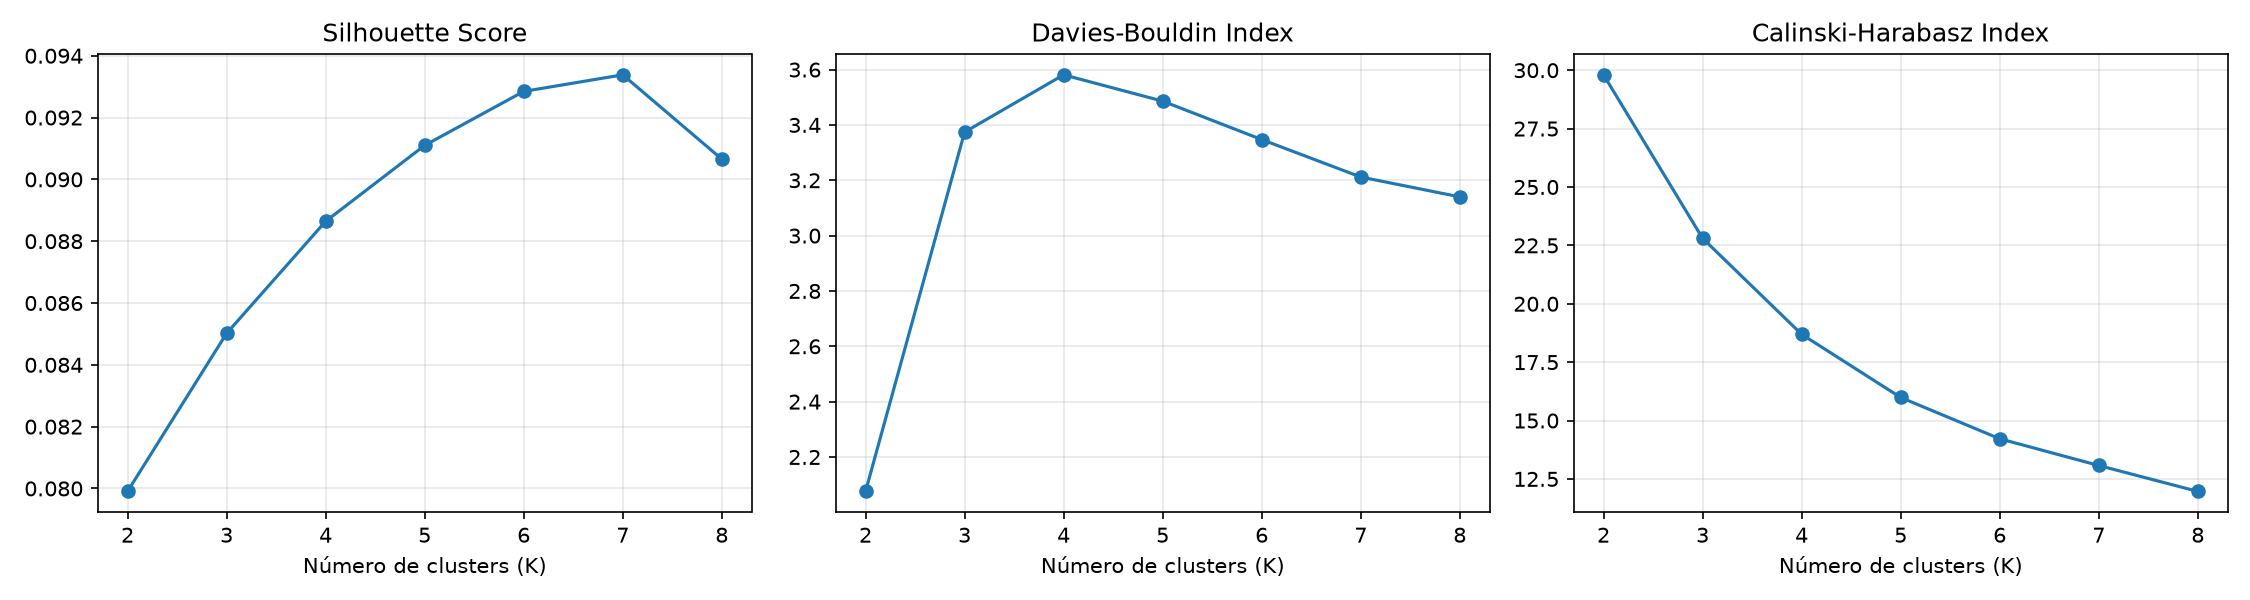 Silhouette Score
0.094
0.092
0.090
0.088
0.086
0.084
0.082
0.080
2 3 4 5 6 7 8
Número de clusters (K)
Davies-Bouldin Index
3.6
3.4
3.2
3.0
2.8
2.6
2.4
2.2
2 3 4 5 6 7 8
Número de clusters (K)
Calinski-Harabasz Index
30.0
27.5
25.0
22.5
20.0
17.5
15.0
12.5
2 3 4 5 6 7 8
Número de clusters (K)